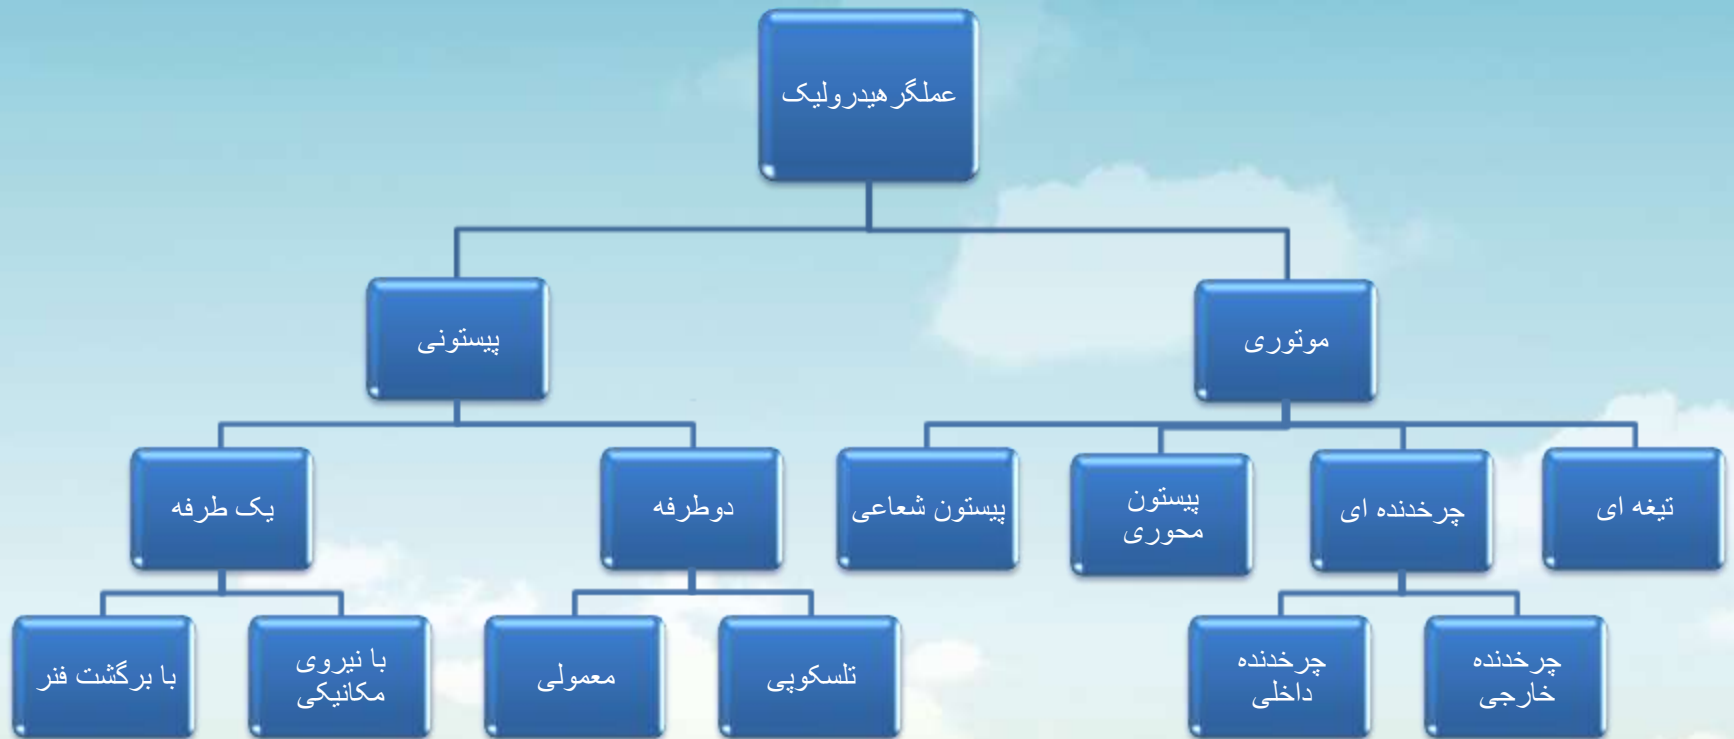 عملگر هیدرولیک
موتوری
پیستونی
تیغه ای
چرخدنده ای
پیستون
محوری
پیستون شعاعی
دوطرفه
یک طرفه
چرخدنده
خارجی
چرخدنده
داخلی
تلسکوپی
معمولی
با نیروی
مکانیکی
با برگشت فنر